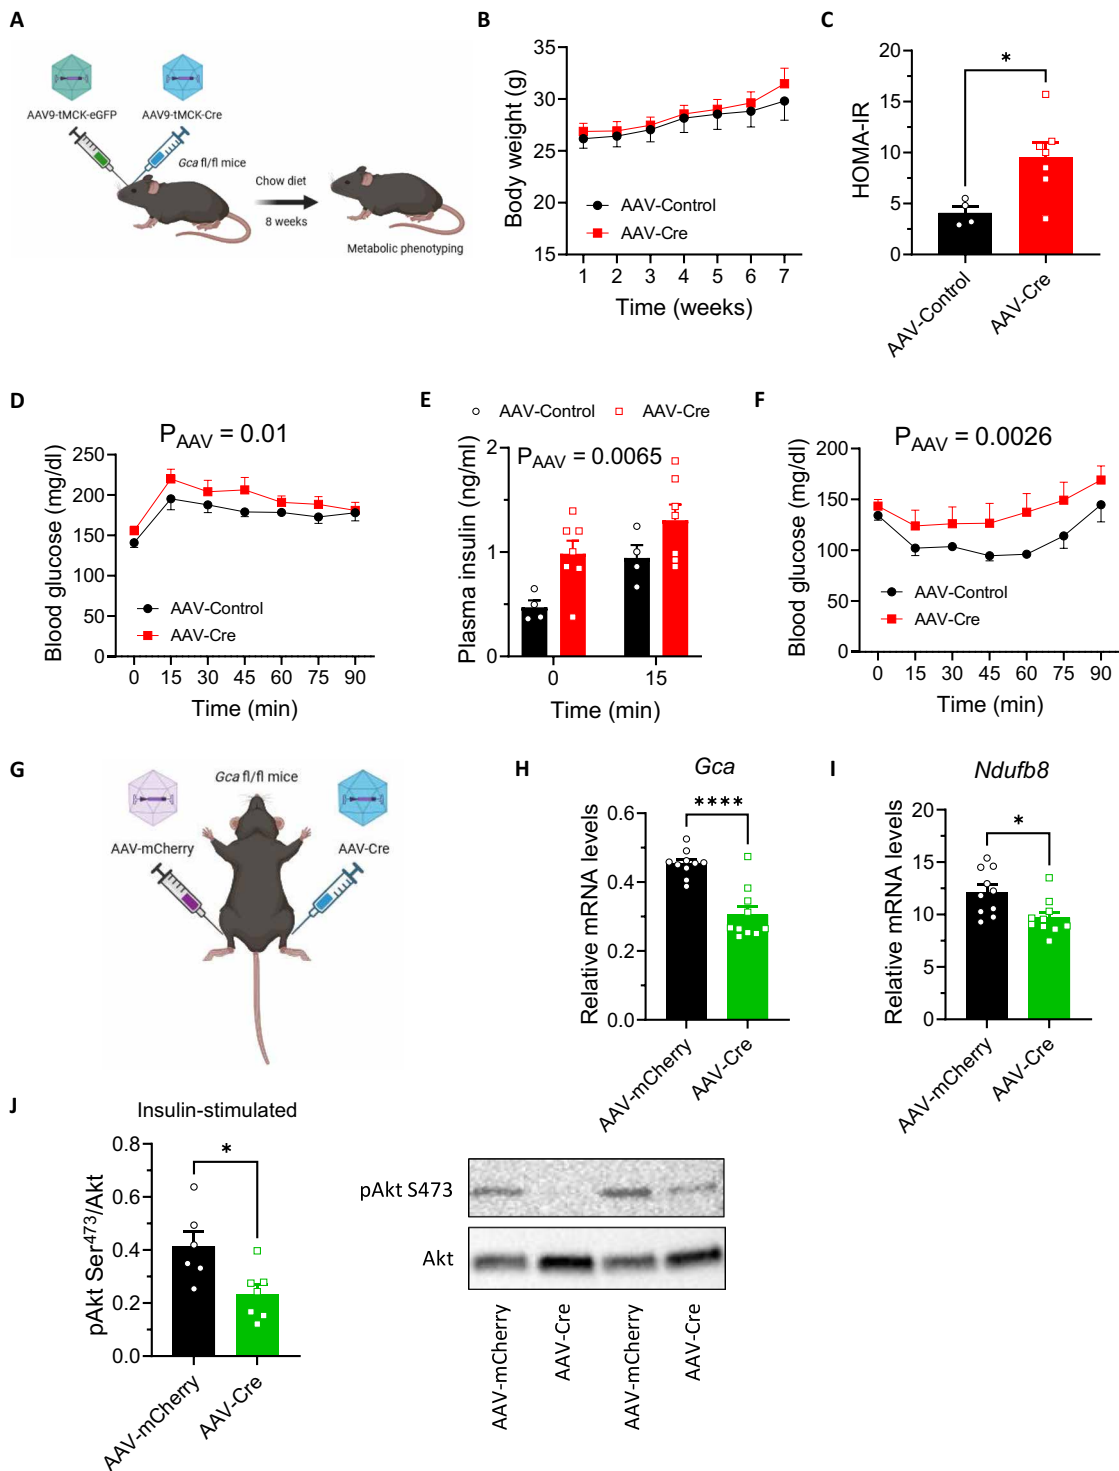 A
AAV9-tMCK-eGFP
AAV9-tMCK-Cre
Gca fl/fl mice
Chow diet
8 weeks
Metabolic phenotyping
B
Body weight (g)
35
30
25
20
15
AAV-Control
AAV-Cre
1 2 3 4 5 6 7
Time (weeks)
C
HOMA-IR
20
15
10
5
0
*
AAV-Control
AAV-Cre
D
P_AAV = 0.01
Blood glucose (mg/dl)
250
200
150
100
50
0
AAV-Control
AAV-Cre
0 15 30 45 60 75 90
Time (min)
E
AAV-Control AAV-Cre
P_AAV = 0.0065
Plasma insulin (ng/ml)
2
1
0
0 15
Time (min)
F
P_AAV = 0.0026
Blood glucose (mg/dl)
200
150
100
50
0
AAV-Control
AAV-Cre
0 15 30 45 60 75 90
Time (min)
G
Gca fl/fl mice
AAV-mCherry
AAV-Cre
H
Gca
****
Relative mRNA levels
0.6
0.4
0.2
0.0
AAV-mCherry
AAV-Cre
I
Ndufb8
*
Relative mRNA levels
20
15
10
5
0
AAV-mCherry
AAV-Cre
J
Insulin-stimulated
*
pAkt Ser⁴⁷³/Akt
0.8
0.6
0.4
0.2
0.0
AAV-mCherry
AAV-Cre
pAkt S473
Akt
AAV-mCherry
AAV-Cre
AAV-mCherry
AAV-Cre